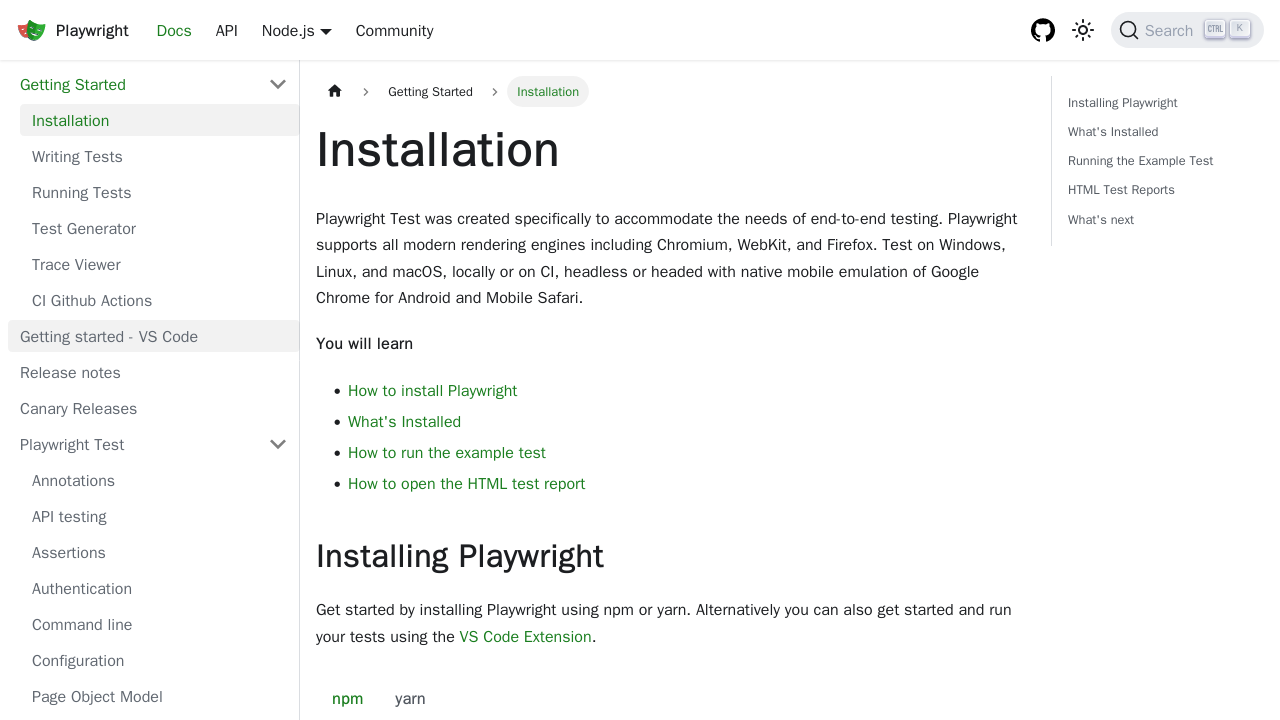 Playwright
Docs
API
Node.js
Community
Search
CTRL
K
Getting Started
Installation
Writing Tests
Running Tests
Test Generator
Trace Viewer
CI Github Actions
Getting started - VS Code
Release notes
Canary Releases
Playwright Test
Annotations
API testing
Assertions
Authentication
Command line
Configuration
Page Object Model
Getting Started
Installation
Installation
Playwright Test was created specifically to accommodate the needs of end-to-end testing. Playwright
supports all modern rendering engines including Chromium, WebKit, and Firefox. Test on Windows,
Linux, and macOS, locally or on CI, headless or headed with native mobile emulation of Google
Chrome for Android and Mobile Safari.
You will learn
• How to install Playwright
• What's Installed
• How to run the example test
• How to open the HTML test report
Installing Playwright
Get started by installing Playwright using npm or yarn. Alternatively you can also get started and run
your tests using the VS Code Extension.
npm
yarn
Installing Playwright
What's Installed
Running the Example Test
HTML Test Reports
What's next